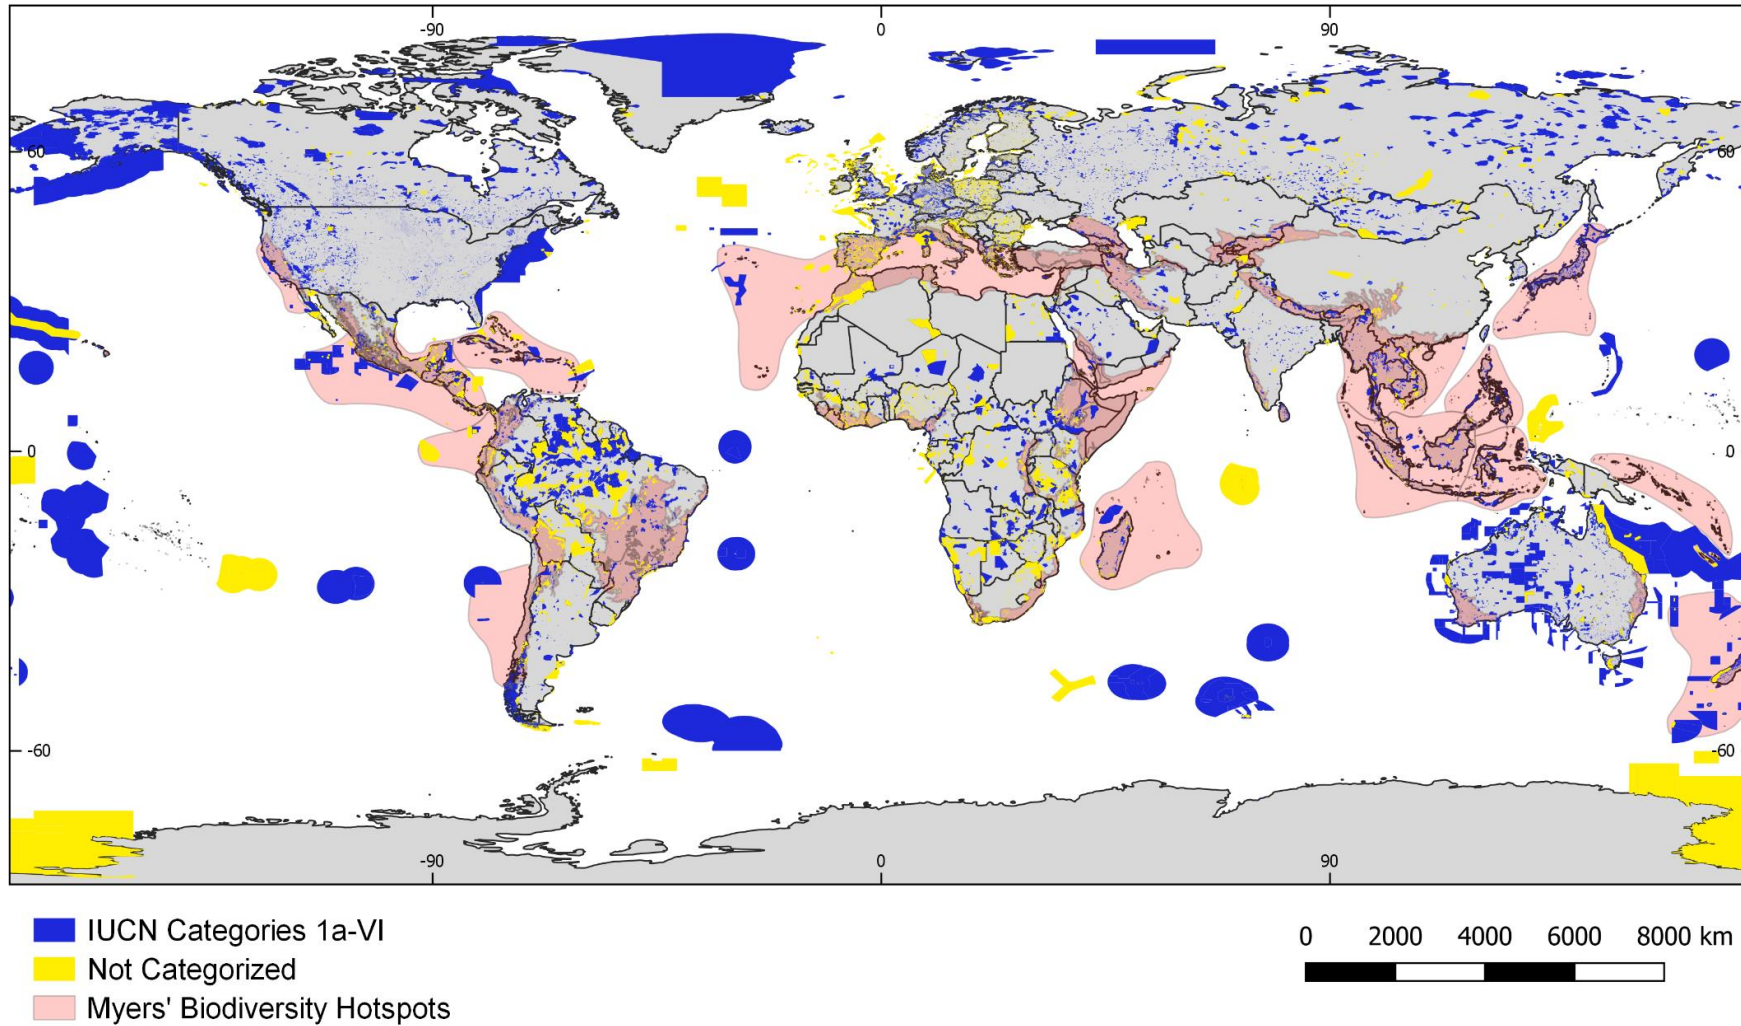 -90 0 90
60 60
0 0
-60 -60
-90 0 90
IUCN Categories 1a-VI
Not Categorized
Myers' Biodiversity Hotspots
0 2000 4000 6000 8000 km